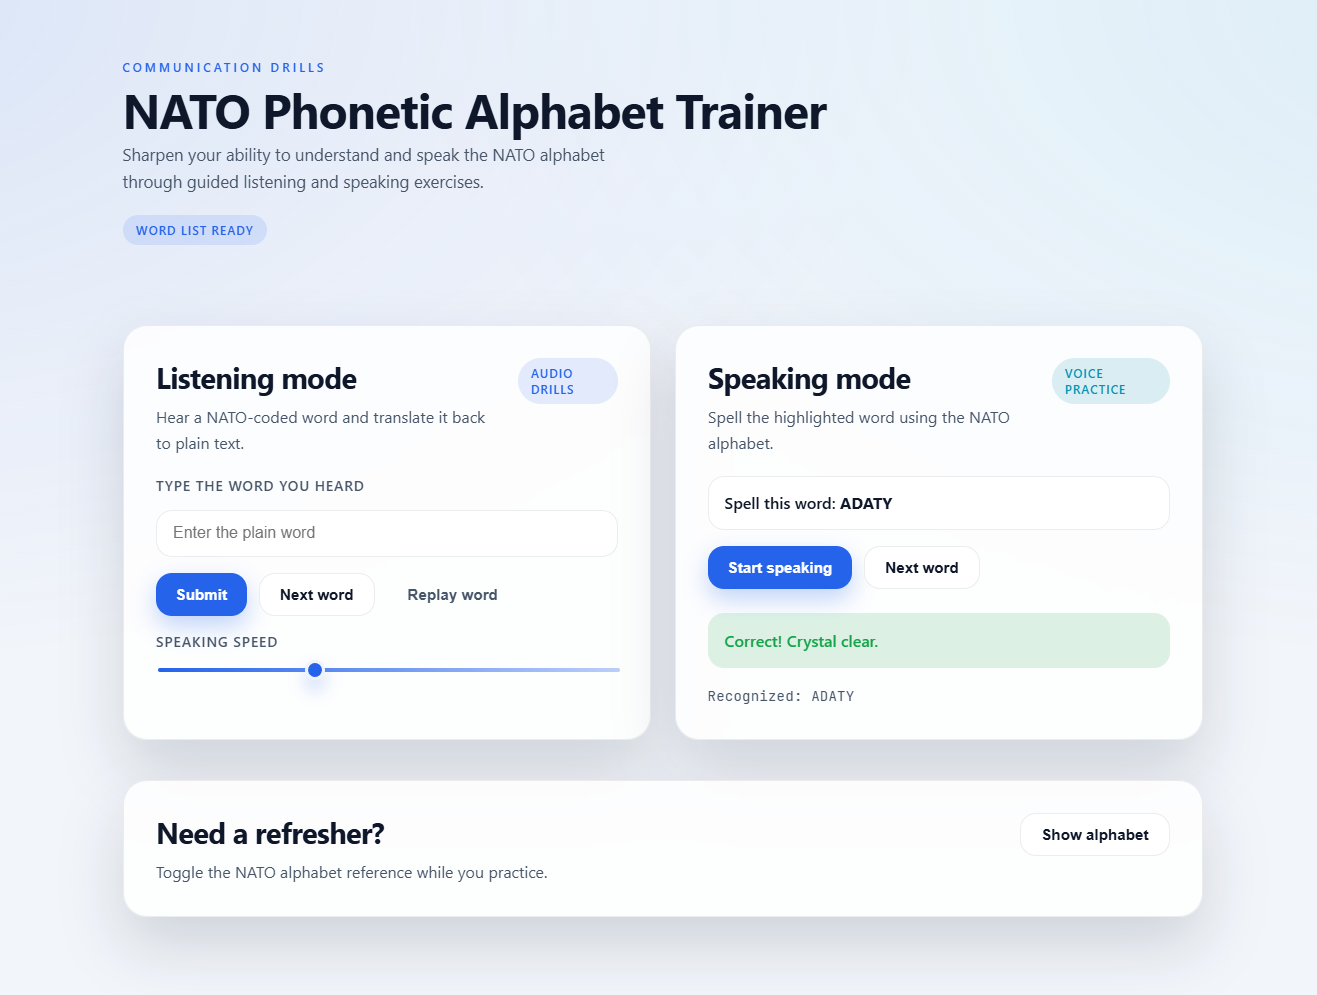 COMMUNICATION DRILLS
NATO Phonetic Alphabet Trainer
Sharpen your ability to understand and speak the NATO alphabet
through guided listening and speaking exercises.
WORD LIST READY
Listening mode
AUDIO
DRILLS
Hear a NATO-coded word and translate it back
to plain text.
TYPE THE WORD YOU HEARD
Enter the plain word
Submit
Next word
Replay word
SPEAKING SPEED
Speaking mode
VOICE
PRACTICE
Spell the highlighted word using the NATO
alphabet.
Spell this word: ADATY
Start speaking
Next word
Correct! Crystal clear.
Recognized: ADATY
Need a refresher?
Toggle the NATO alphabet reference while you practice.
Show alphabet